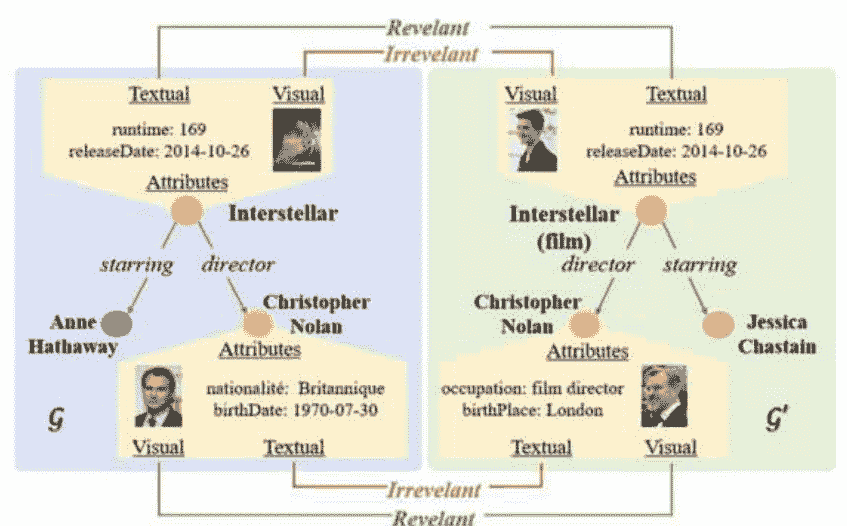 Revelant
Irrevelant
Textual
Visual
runtime: 169
releaseDate: 2014-10-26
Attributes
Interstellar
starring
director
Anne
Hathaway
Christopher
Nolan
Attributes
nationalité: Britannique
birthDate: 1970-07-30
Visual
Textual
G
Visual
Textual
runtime: 169
releaseDate: 2014-10-26
Attributes
Interstellar
(film)
director
starring
Christopher
Nolan
Jessica
Chastain
Attributes
occupation: film director
birthPlace: London
Textual
Visual
G'
Irrevelant
Revelant